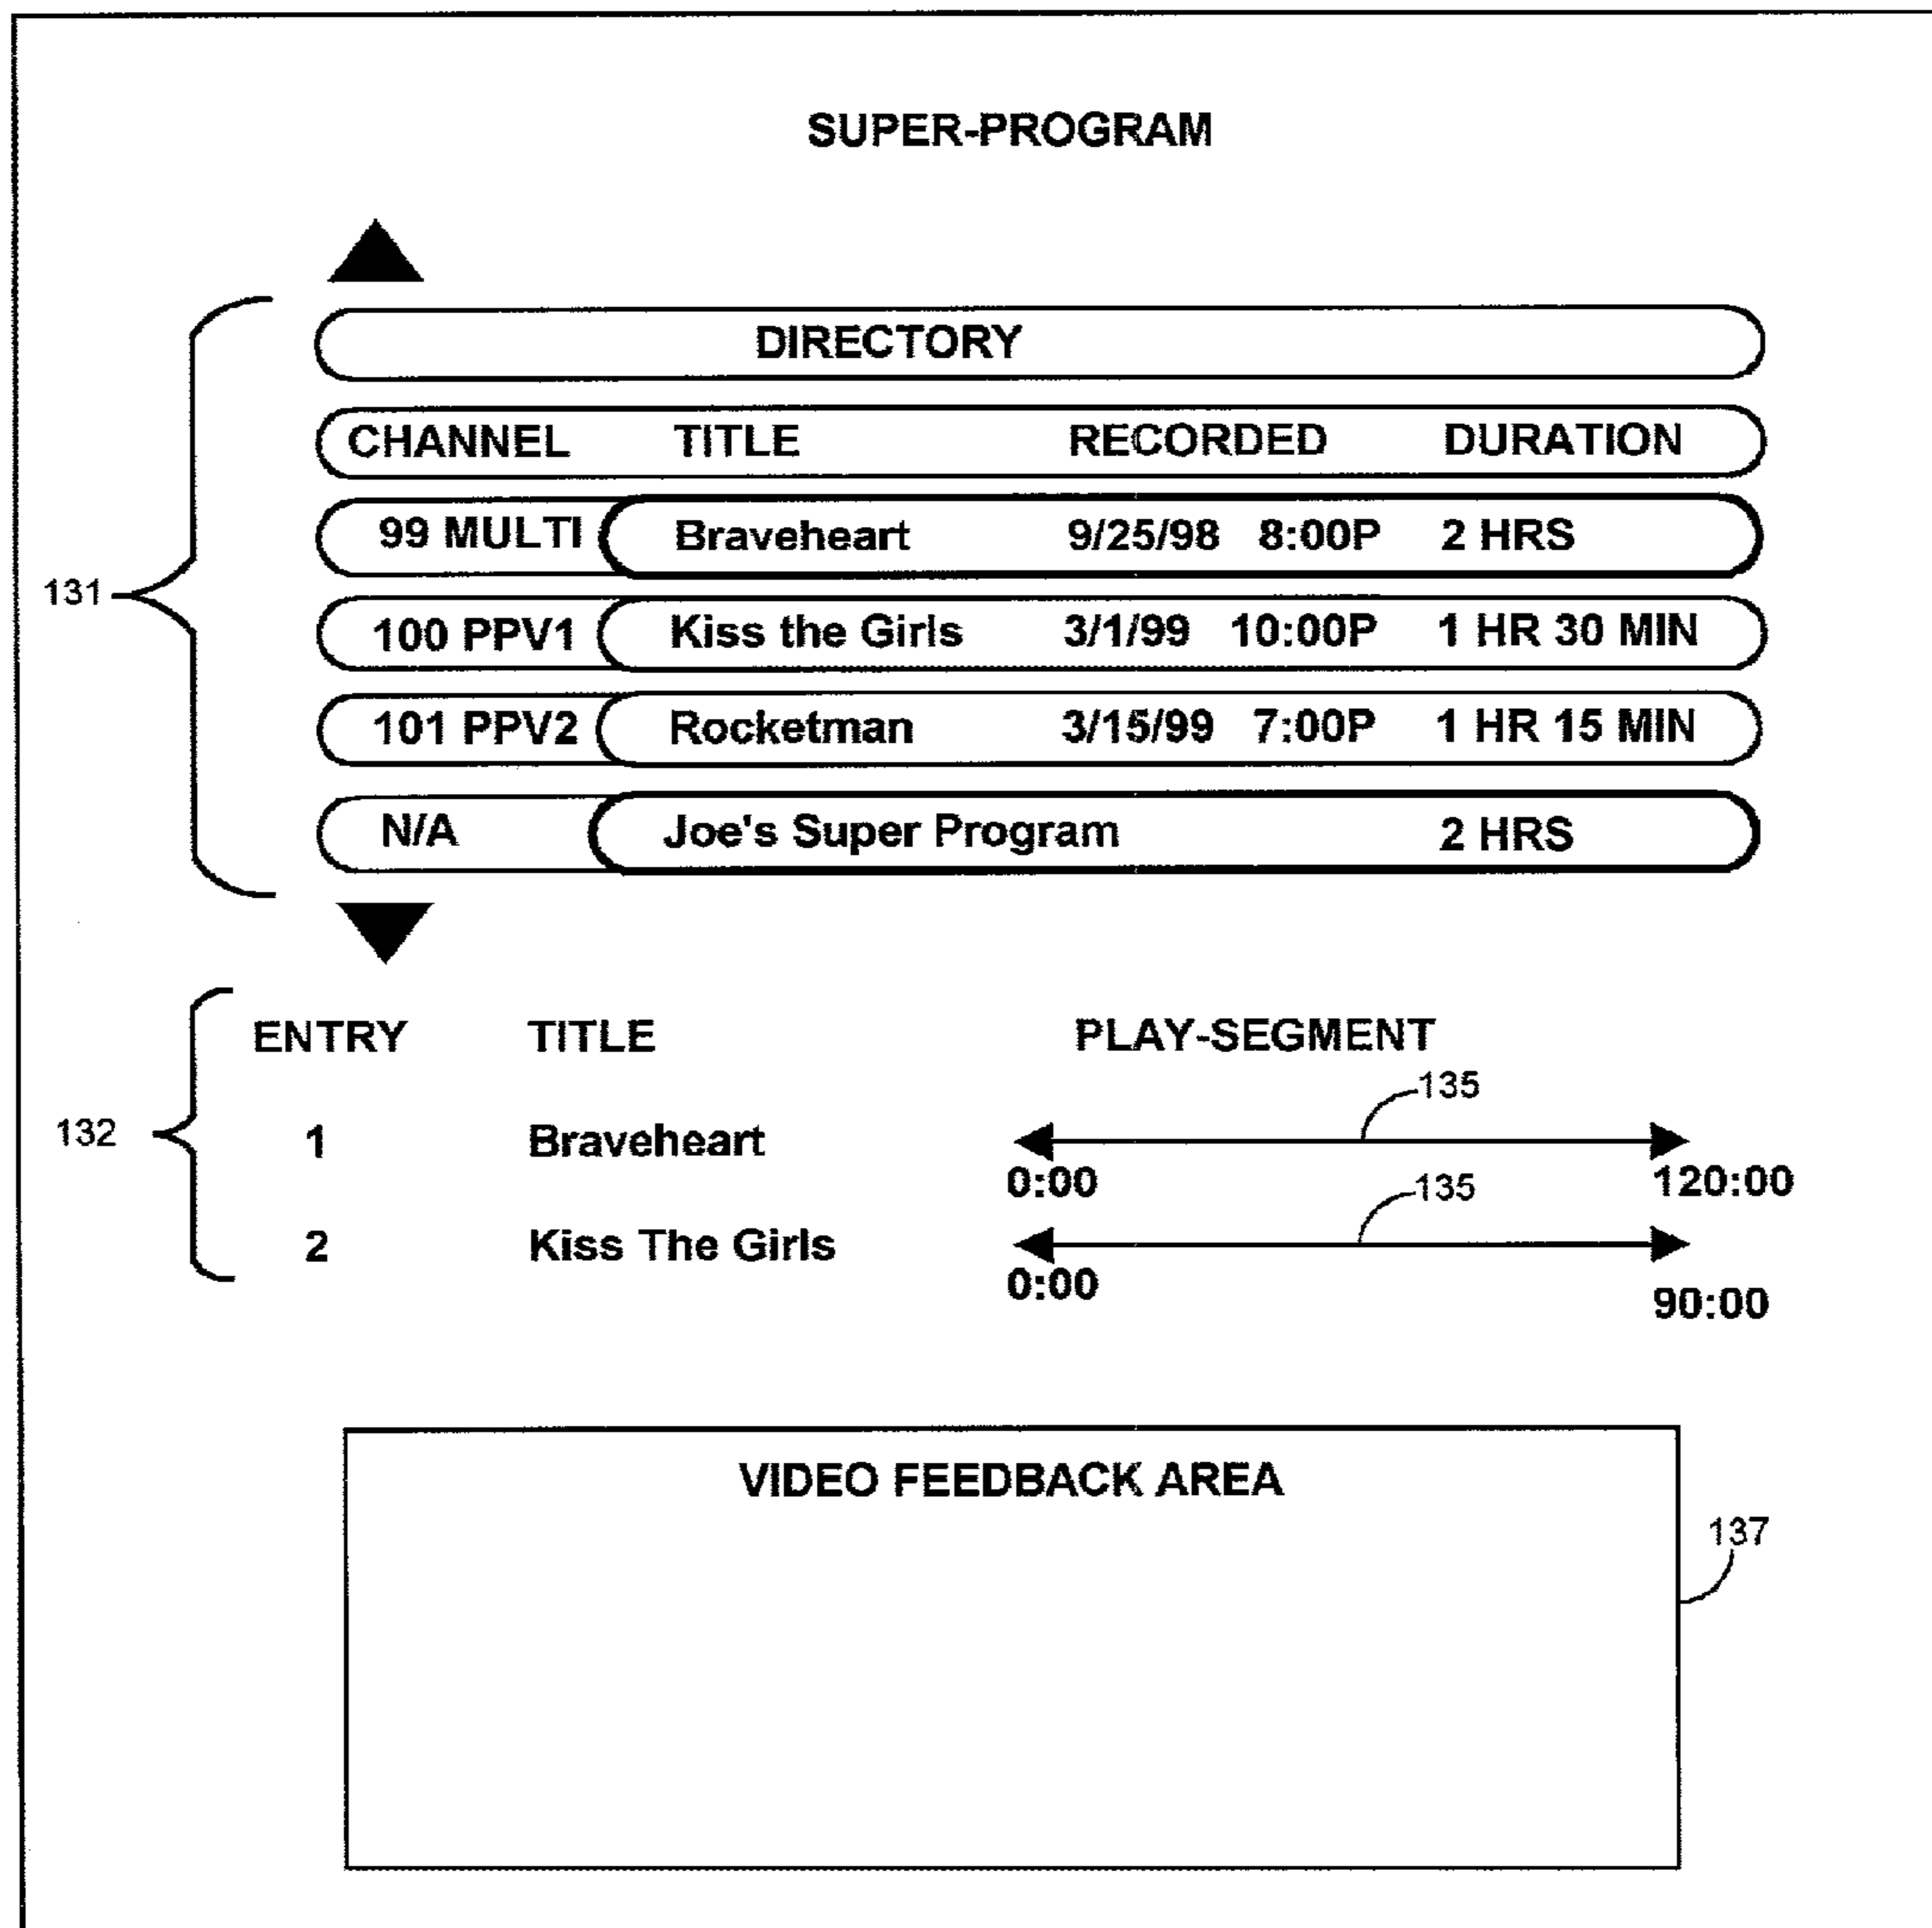 SUPER-PROGRAM
DIRECTORY
CHANNEL TITLE RECORDED DURATION
99 MULTI Braveheart 9/25/98 8:00P 2 HRS
131
100 PPV1 Kiss the Girls 3/1/99 10:00P 1 HR 30 MIN
101 PPV2 Rocketman 3/15/99 7:00P 1 HR 15 MIN
N/A Joe's Super Program 2 HRS
ENTRY TITLE PLAY-SEGMENT
135
132 1 Braveheart
0:00 135 120:00
2 Kiss The Girls
0:00 90:00
VIDEO FEEDBACK AREA
137